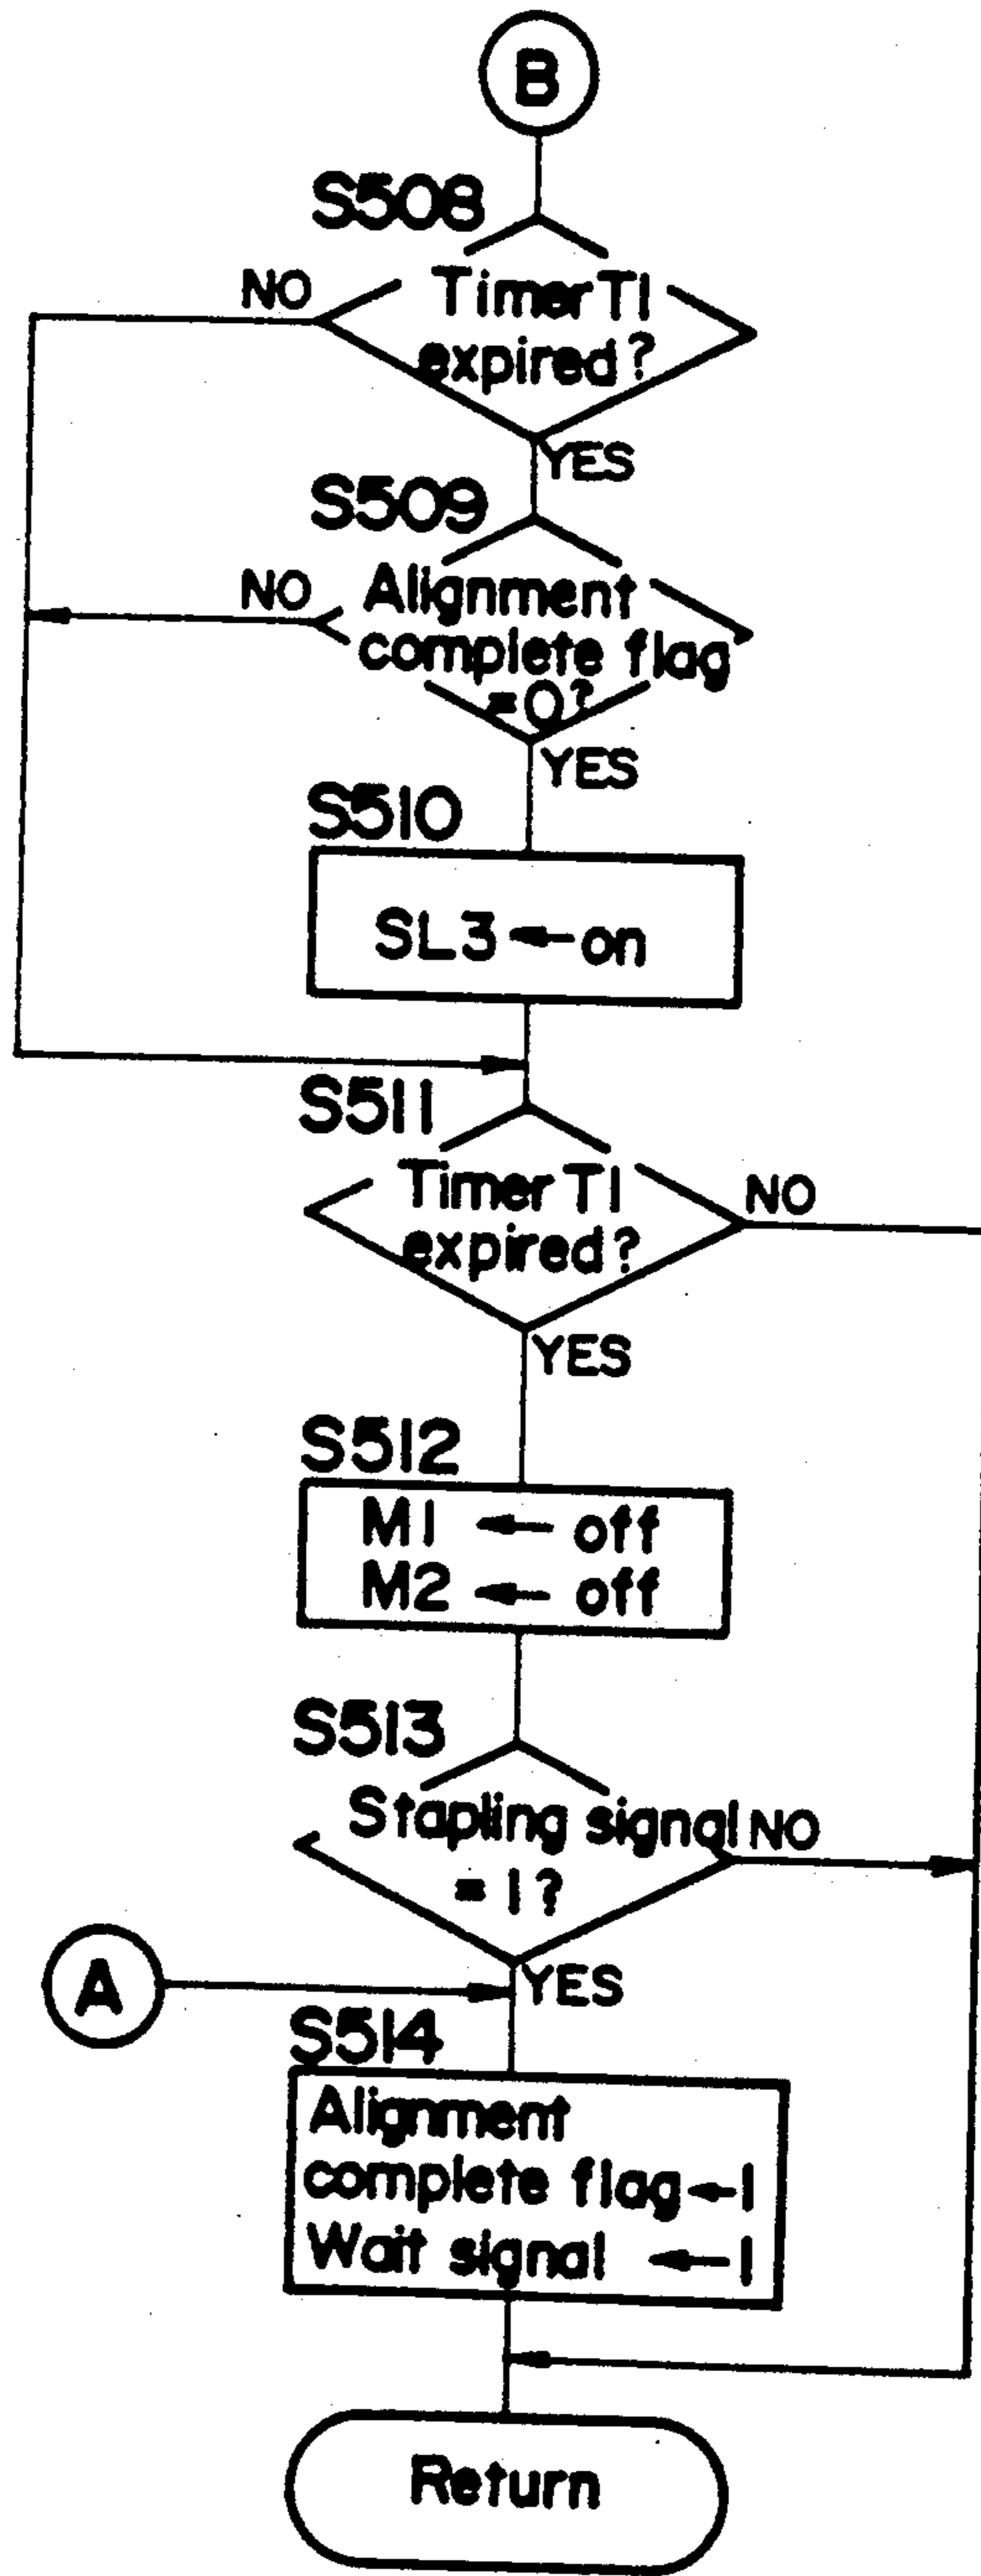 B
S508
NO
Timer T1
expired?
YES
S509
NO
Alignment
complete flag
=0?
YES
S510
SL3 ← on
S511
Timer T1
expired?
NO
YES
S512
M1 ← off
M2 ← off
S513
Stapling signal
= 1?
NO
A
YES
S514
Alignment
complete flag ← 1
Wait signal ← 1
Return